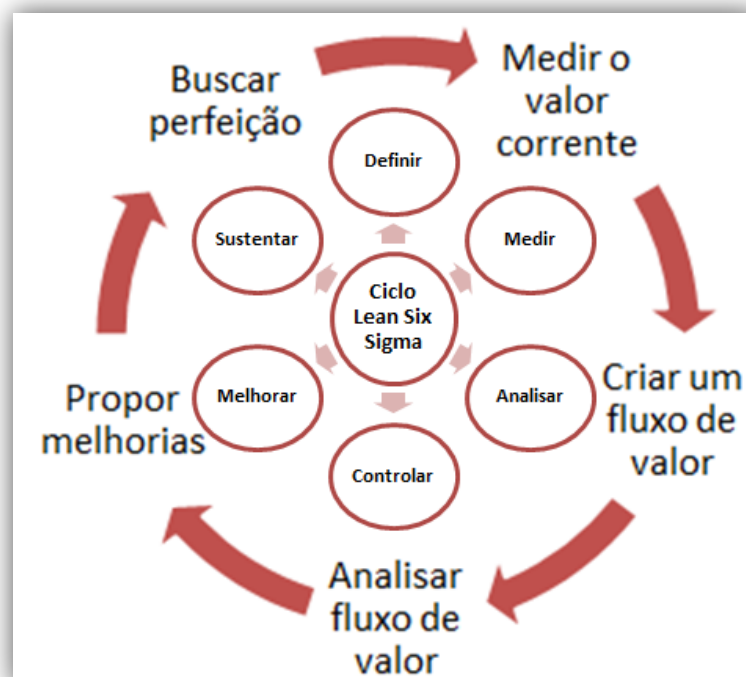 Buscar
perfeição
Medir o
valor
corrente
Criar um
fluxo de
valor
Analisar
fluxo de
valor
Propor
melhorias
Ciclo
Lean Six
Sigma
Definir
Medir
Analisar
Controlar
Melhorar
Sustentar